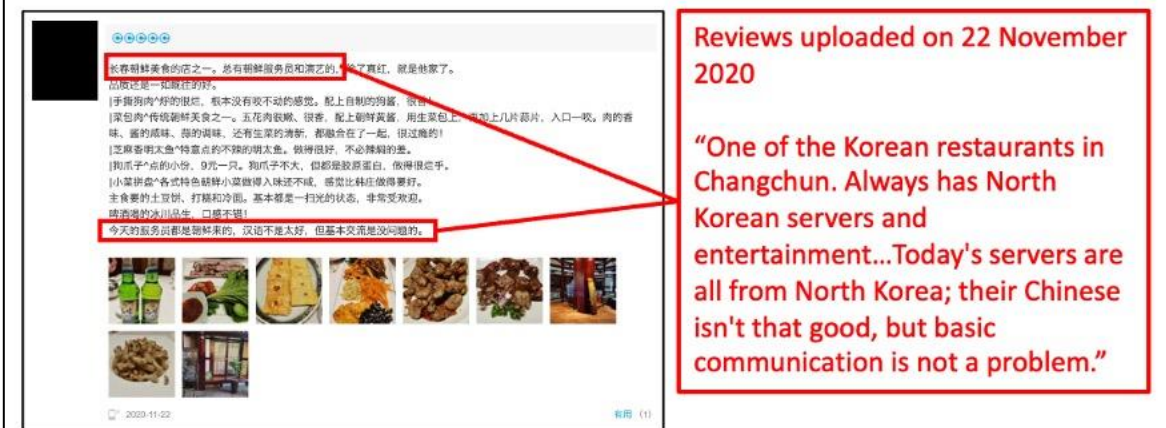 长春朝鲜美食的店之一。总有朝鲜服务员和演艺的，除了真红，就是他家了。
品质还是一如既往的好。
|手撕狗肉^炉的很烂，根本没有咬不动的感觉。配上自制的狗酱，很香！
|菜包肉^传统朝鲜美食之一。五花肉很嫩、很香，配上朝鲜黄酱，用生菜包上，再加上几片蒜片，入口一咬。肉的香
味、酱的咸味、蒜的调味，还有生菜的清新，都融合在了一起，很过瘾的！
|芝麻香明太鱼^特意点的不辣的明太鱼。做得很好，不必辣焖的差。
|狗爪子^点的小份，9元一只。狗爪子不大，但都是胶原蛋白，做得很烂乎。
|小菜拼盘^各式特色朝鲜小菜做得入味还不咸，感觉比韩庄做得要好。
主食要的土豆饼、打糕和冷面。基本都是一扫光的状态，非常受欢迎。
啤酒喝的冰川品生，口感不错！
今天的服务员都是朝鲜来的，汉语不是太好，但基本交流是没问题的。
2020-11-22
有用 (1)
Reviews uploaded on 22 November
2020
“One of the Korean restaurants in
Changchun. Always has North
Korean servers and
entertainment…Today's servers are
all from North Korea; their Chinese
isn't that good, but basic
communication is not a problem.”